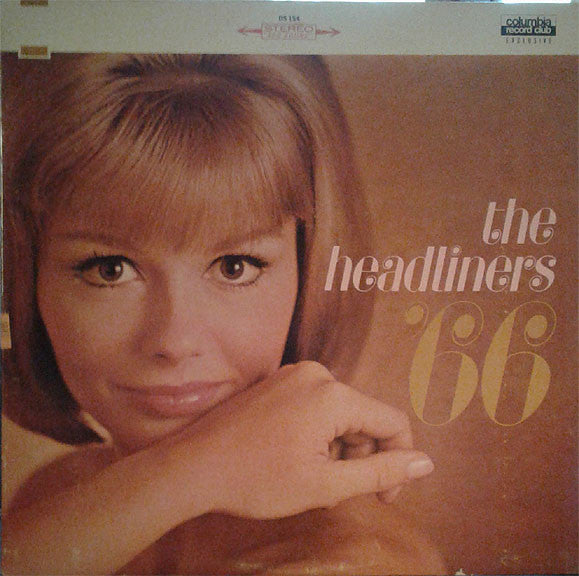 DS 154
STEREO
columbia
record club
EXCLUSIVE
the
headliners
'66